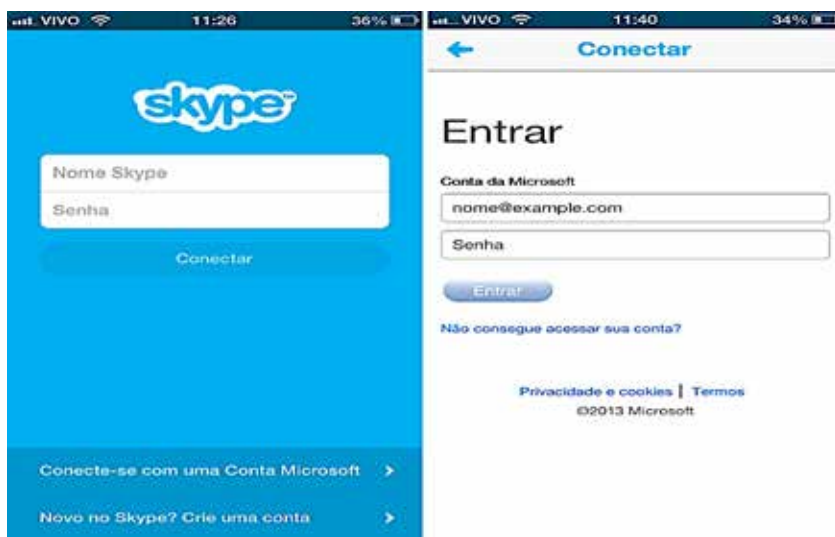 VIVO 11:26 36%
skype
Nome Skype
Senha
Conectar
Conecte-se com uma Conta Microsoft >
Novo no Skype? Crie uma conta >
VIVO 11:40 34%
Conectar
Entrar
Conta da Microsoft
nome@example.com
Senha
Entrar
Não consegue acessar sua conta?
Privacidade e cookies | Termos
©2013 Microsoft